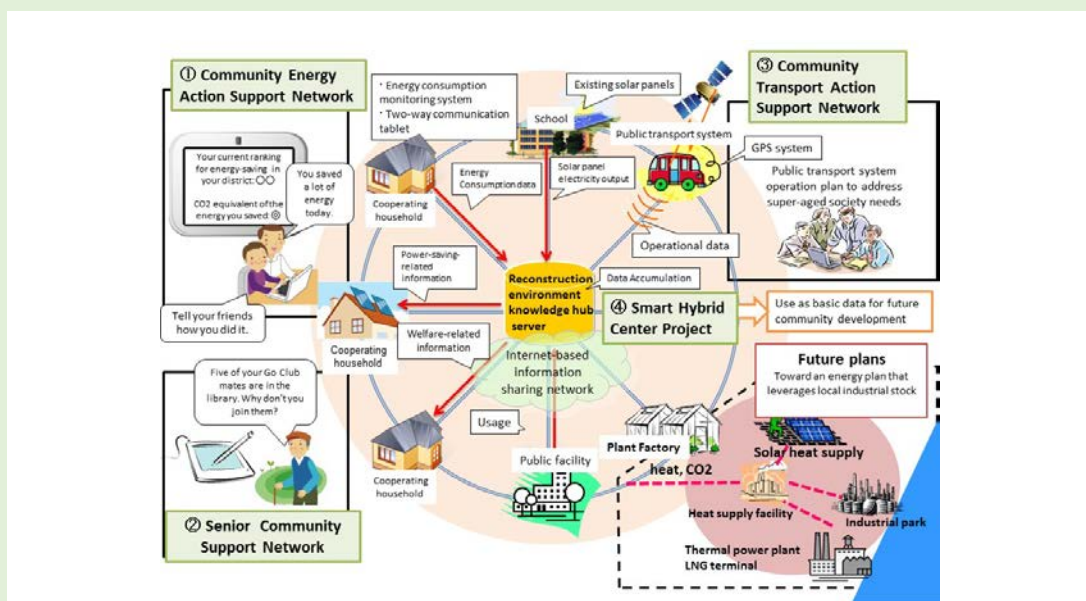 ① Community Energy
Action Support Network
・Energy consumption
monitoring system
・Two-way communication
tablet
Existing solar panels
School
Public transport system
③ Community
Transport Action
Support Network
GPS system
Public transport system
operation plan to address
super-aged society needs
Your current ranking
for energy-saving in
your district: 〇〇
CO2 equivalent of the
energy you saved ◎
You saved
a lot of
energy
today.
Tell your friends
how you did it.
Cooperating
household
Energy
Consumption data
Solar panel
electricity output
Operational data
Power-saving-
related
information
Reconstruction
environment
knowledge hub
server
Data Accumulation
④ Smart Hybrid
Center Project
Use as basic data for future
community development
Cooperating
household
Welfare-related
information
Internet-based
information
sharing network
Five of your Go Club
mates are in the
library. Why don't you
join them?
② Senior Community
Support Network
Cooperating
household
Usage
Public facility
Future plans
Toward an energy plan that
leverages local industrial stock
Plant Factory
heat, CO2
Solar heat supply
Heat supply facility
Industrial park
Thermal power plant
LNG terminal